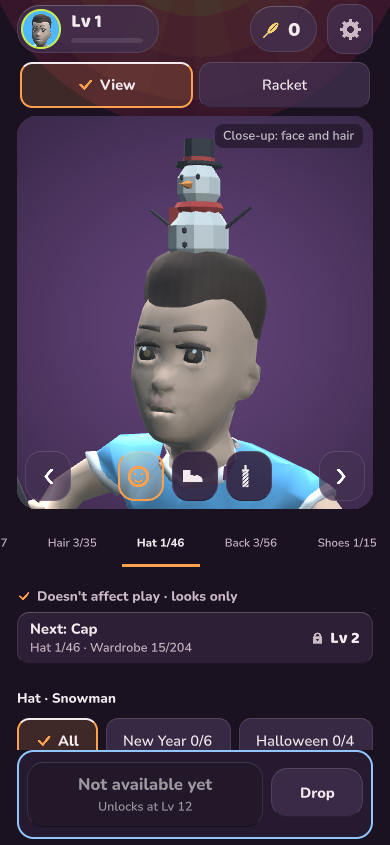 Lv 1
0
View
Racket
Close-up: face and hair
7
Hair 3/35
Hat 1/46
Back 3/56
Shoes 1/15
Doesn't affect play · looks only
Next: Cap
Hat 1/46 · Wardrobe 15/204
Lv 2
Hat · Snowman
All
New Year 0/6
Halloween 0/4
Not available yet
Unlocks at Lv 12
Drop